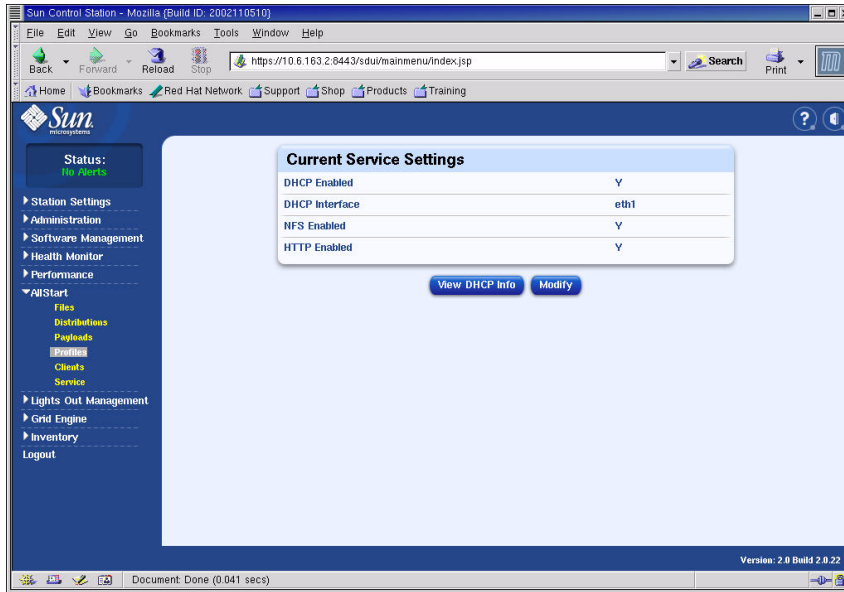 Sun Control Station - Mozilla {Build ID: 2002110510}
File Edit View Go Bookmarks Tools Window Help
Back Forward Reload Stop https://10.6.163.2:6443/sdui/mainmenu/index.jsp Search Print
Home Bookmarks Red Hat Network Support Shop Products Training
Sun
microsystems
?
Status:
No Alerts
Station Settings
Administration
Software Management
Health Monitor
Performance
AllStart
Files
Distributions
Payloads
Profiles
Clients
Service
Lights Out Management
Grid Engine
Inventory
Logout
Current Service Settings
DHCP Enabled Y
DHCP Interface eth1
NFS Enabled Y
HTTP Enabled Y
View DHCP Info Modify
Version: 2.0 Build 2.0.22
Document: Done (0.041 secs)